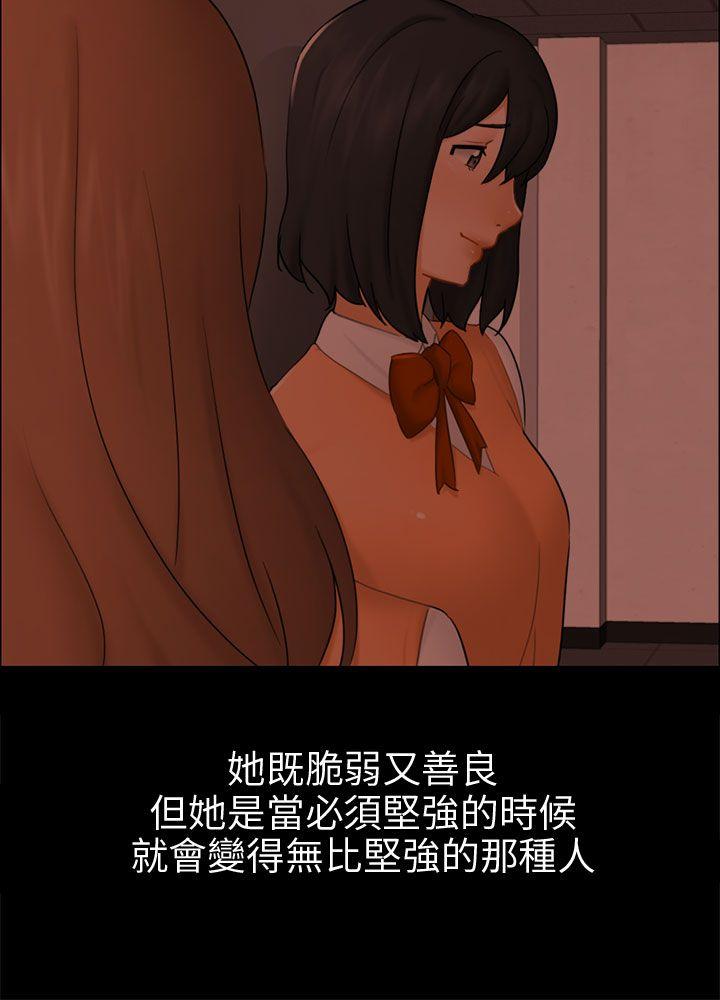 她既脆弱又善良
但她是當必須堅強的時候
就會變得無比堅強的那種人